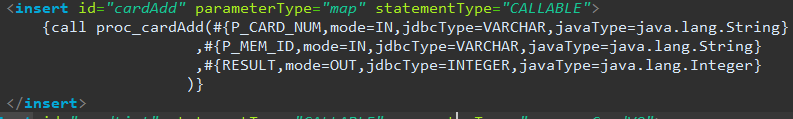 <insert id="cardAdd" parameterType="map" statementType="CALLABLE">
{call proc_cardAdd(#{P_CARD_NUM,mode=IN,jdbcType=VARCHAR,javaType=java.lang.String}
,#{P_MEM_ID,mode=IN,jdbcType=VARCHAR,javaType=java.lang.String}
,#{RESULT,mode=OUT,jdbcType=INTEGER,javaType=java.lang.Integer}
)}
</insert>